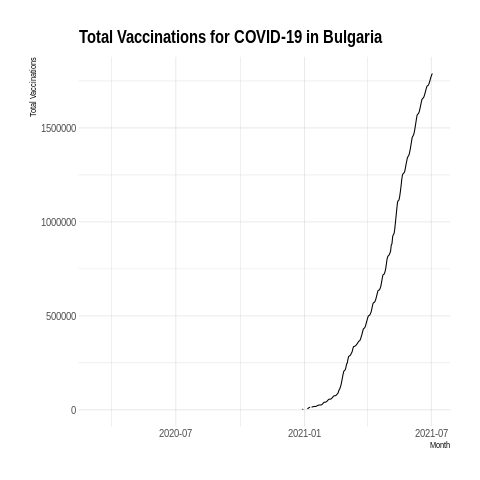 Total Vaccinations for COVID-19 in Bulgaria
Total Vaccinations
1500000
1000000
500000
0
2020-07 2021-01 2021-07
Month